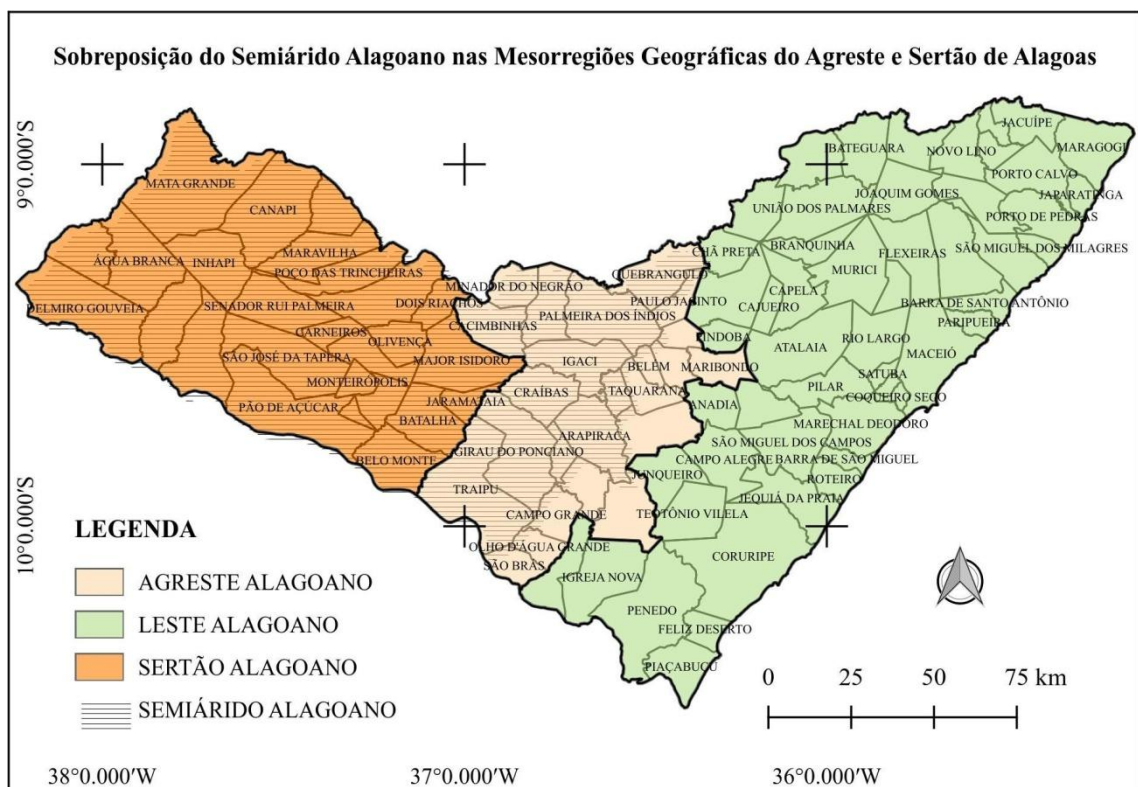 Sobreposição do Semiárido Alagoano nas Mesorregiões Geográficas do Agreste e Sertão de Alagoas
9°0.000'S
10°0.000'S
JACUÍPE
IBATEGUARA
NOVO LINO
MARAGOGI
PORTO CALVO
MATA GRANDE
JOAQUIM GOMES
JAPARATINGA
CANAPI
UNIÃO DOS PALMARES
PORTO DE PEDRAS
BRANQUINHA
SÃO MIGUEL DOS MILAGRES
MARAVILHA
CHÃ PRETA
FLEXEIRAS
ÁGUA BRANCA
INHAPI
POÇO DAS TRINCHEIRAS
QUEBRANGULO
MURICI
MINADOR DO NEGRÃO
CAPELA
DELMIRO GOUVEIA
SENADOR RUI PALMEIRA
DOIS RIACHOS
PAULO JACINTO
CAJUEIRO
BARRA DE SANTO ANTÔNIO
PALMEIRA DOS ÍNDIOS
CACIMBINHAS
PARIPUEIRA
CARNEIROS
OLIVENÇA
PINDOBA
ATALAIA
RIO LARGO
SÃO JOSÉ DA TAPERA
MAJOR ISIDORO
IGACI
BELÉM
MARIBONDO
MACEIÓ
SATUBA
MONTEIRÓPOLIS
CRAÍBAS
TAQUARANA
PILAR
COQUEIRO SECO
PÃO DE AÇÚCAR
JARAMATAIA
ANADIA
BATALHA
MARECHAL DEODORO
ARAPIRACA
SÃO MIGUEL DOS CAMPOS
GIRAU DO PONCIANO
BELO MONTE
CAMPO ALEGRE
BARRA DE SÃO MIGUEL
JUNQUEIRO
ROTEIRO
TRAIPU
JEQUIÁ DA PRAIA
CAMPO GRANDE
TEOTÔNIO VILELA
OLHO D'ÁGUA GRANDE
CORURIPE
SÃO BRÁS
IGREJA NOVA
PENEDO
FELIZ DESERTO
PIAÇABUÇU
LEGENDA
AGRESTE ALAGOANO
LESTE ALAGOANO
SERTÃO ALAGOANO
SEMIÁRIDO ALAGOANO
0 25 50 75 km
38°0.000'W 37°0.000'W 36°0.000'W